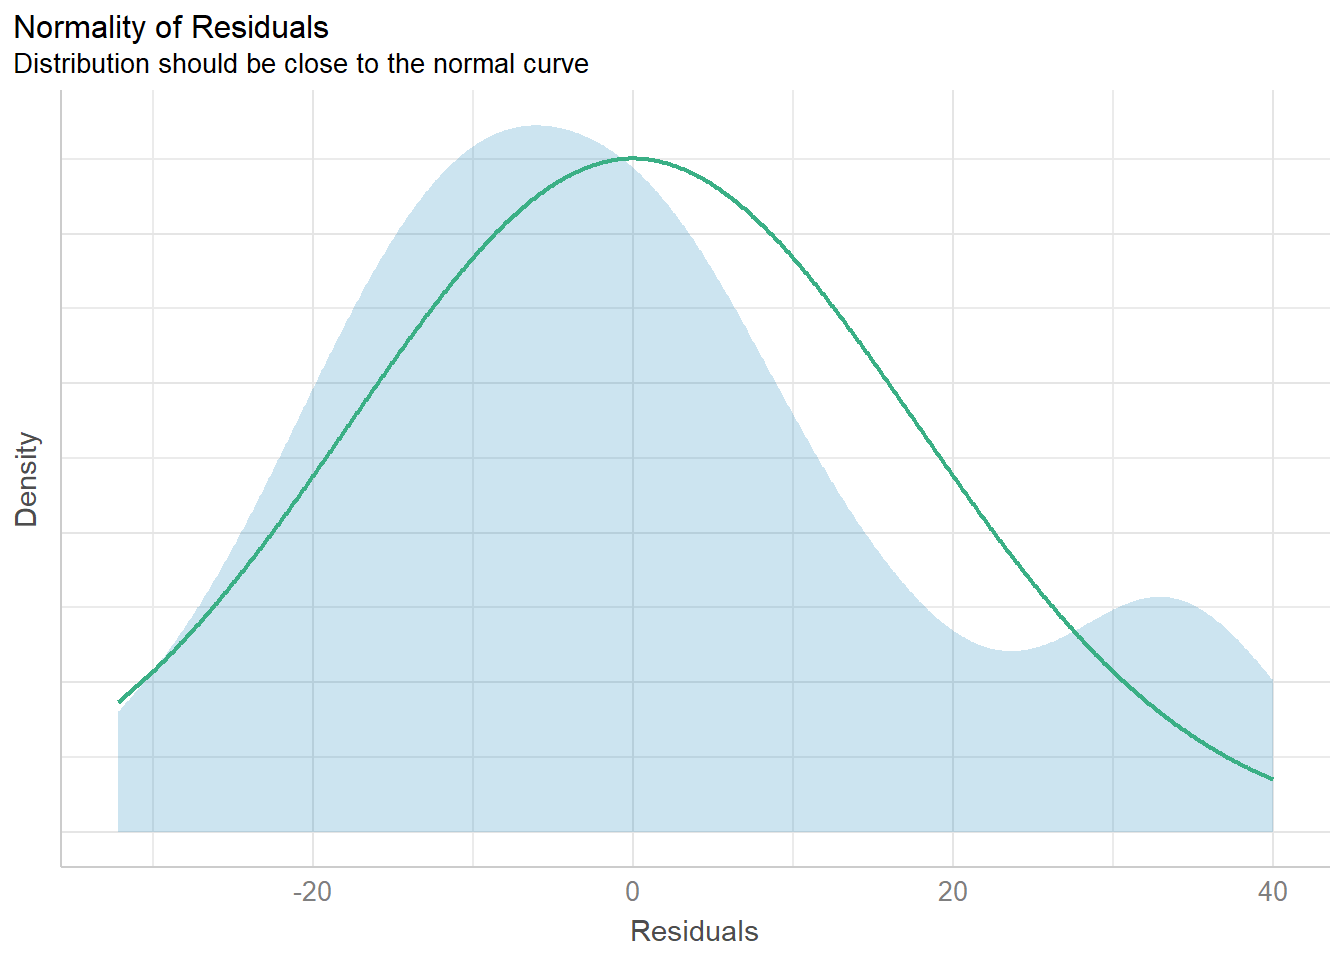 Normality of Residuals
Distribution should be close to the normal curve
Density
-20 0 20 40
Residuals